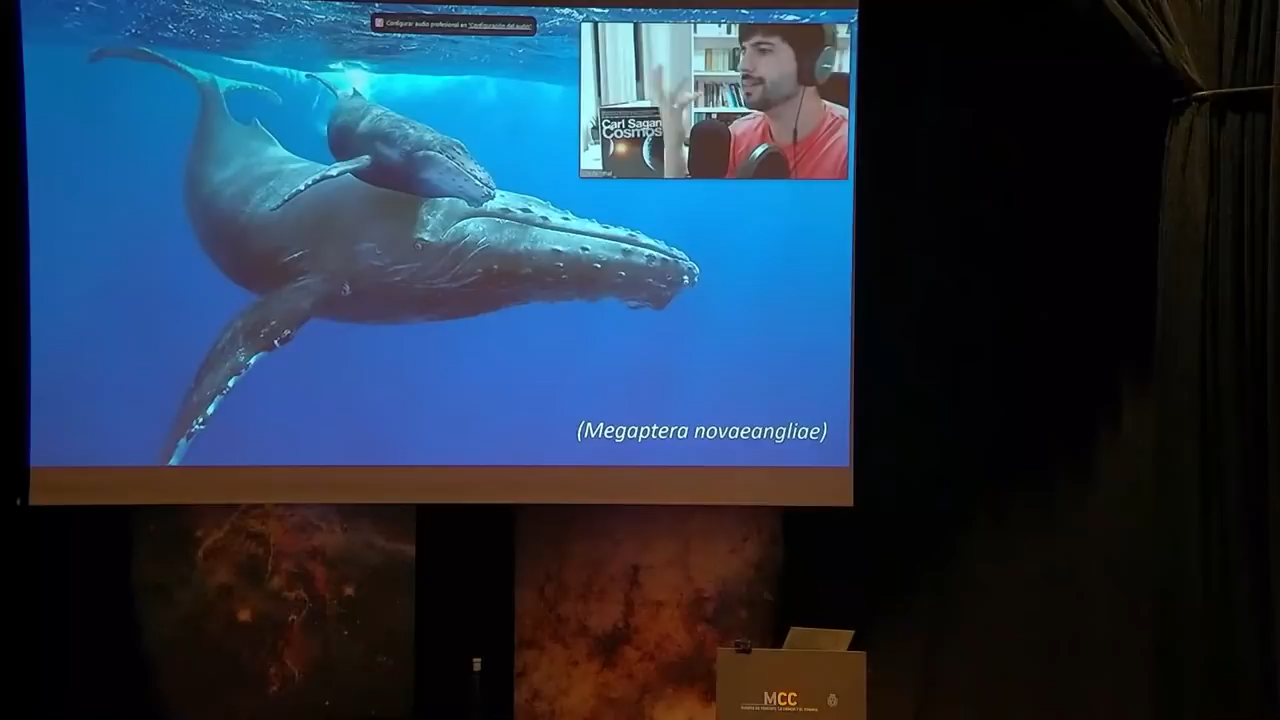 Configurar audio profesional en "Configuración del audio"
Carl Sagan
Cosmos
(Megaptera novaeangliae)
MCC